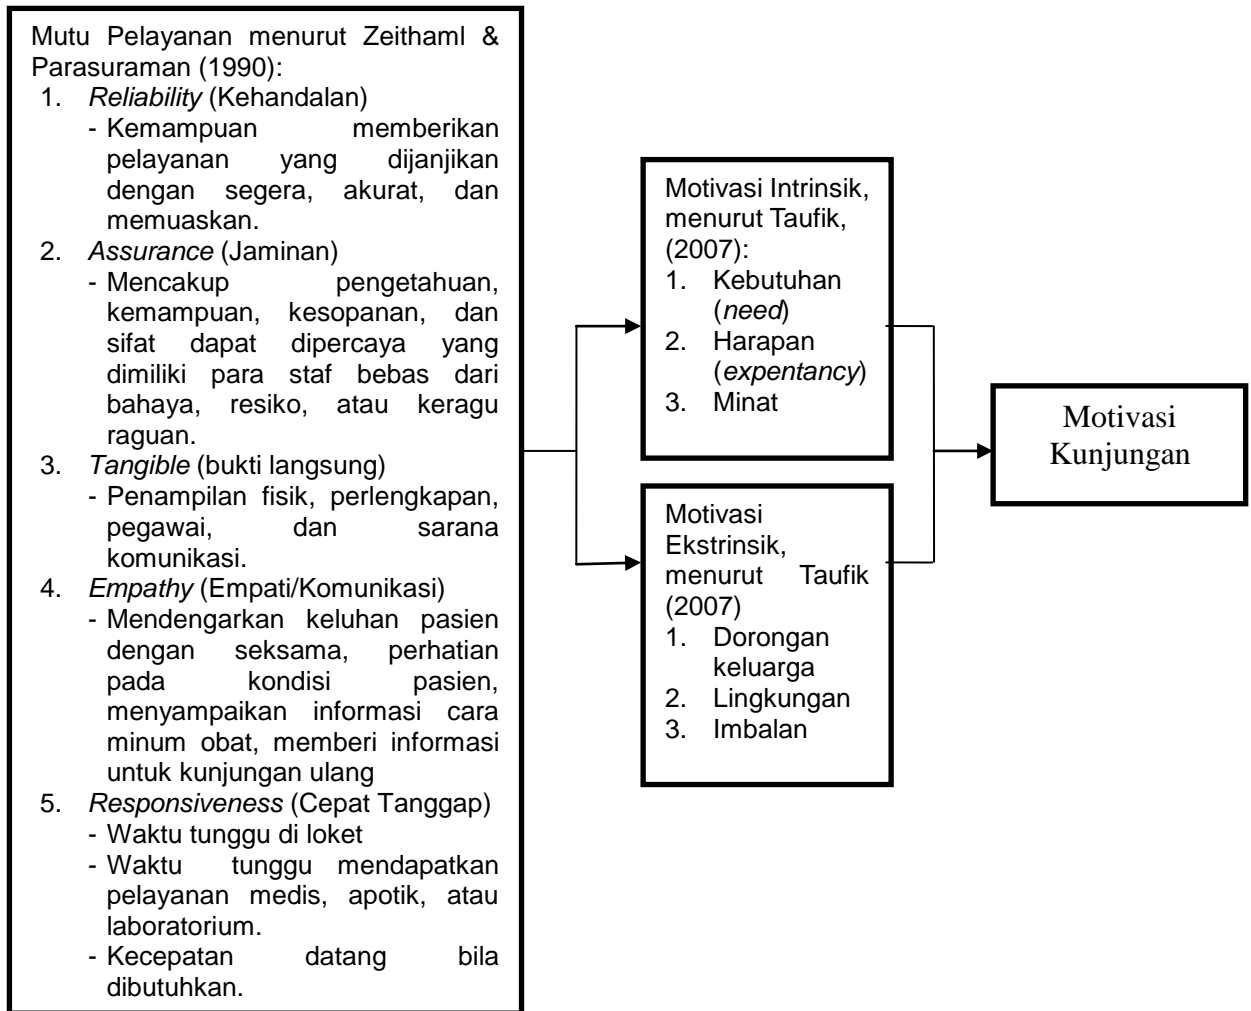 Mutu Pelayanan menurut Zeithaml &
Parasuraman (1990):
1. Reliability (Kehandalan)
- Kemampuan memberikan
pelayanan yang dijanjikan
dengan segera, akurat, dan
memuaskan.
2. Assurance (Jaminan)
- Mencakup pengetahuan,
kemampuan, kesopanan, dan
sifat dapat dipercaya yang
dimiliki para staf bebas dari
bahaya, resiko, atau keragu
raguan.
3. Tangible (bukti langsung)
- Penampilan fisik, perlengkapan,
pegawai, dan sarana
komunikasi.
4. Empathy (Empati/Komunikasi)
- Mendengarkan keluhan pasien
dengan seksama, perhatian
pada kondisi pasien,
menyampaikan informasi cara
minum obat, memberi informasi
untuk kunjungan ulang
5. Responsiveness (Cepat Tanggap)
- Waktu tunggu di loket
- Waktu tunggu mendapatkan
pelayanan medis, apotik, atau
laboratorium.
- Kecepatan datang bila
dibutuhkan.
Motivasi Intrinsik,
menurut Taufik,
(2007):
1. Kebutuhan
(need)
2. Harapan
(expentancy)
3. Minat
Motivasi
Ekstrinsik,
menurut Taufik
(2007)
1. Dorongan
keluarga
2. Lingkungan
3. Imbalan
Motivasi
Kunjungan